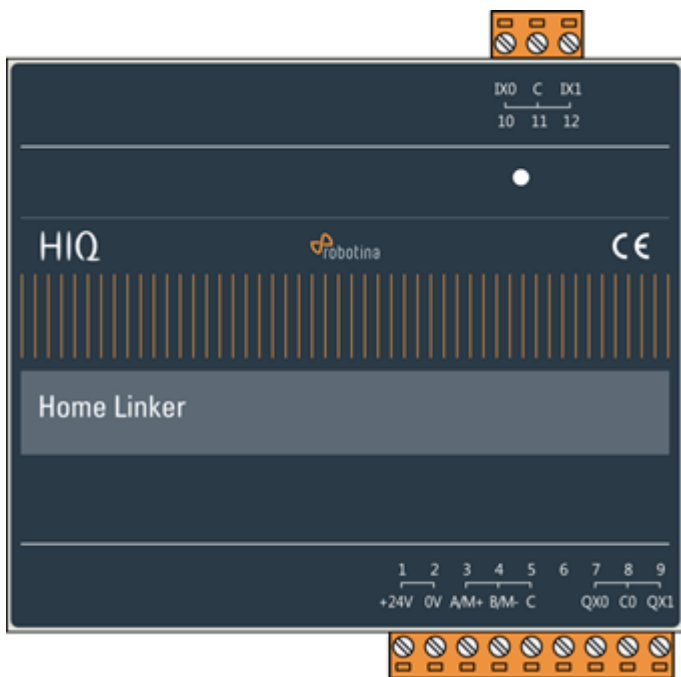 IX0 C IX1
10 11 12
HIQ robotina CE
Home Linker
1 2 3 4 5 6 7 8 9
+24V 0V A/M+ B/M- C QX0 C0 QX1